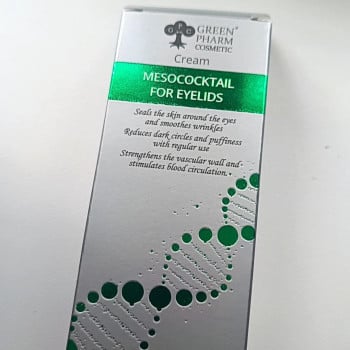 GPC
GREEN
PHARM
COSMETIC
Cream
MESOCOCKTAIL
FOR EYELIDS
Seals the skin around the eyes
and smoothes wrinkles
Reduces dark circles and puffiness
with regular use
Strengthens the vascular wall and
stimulates blood circulation.